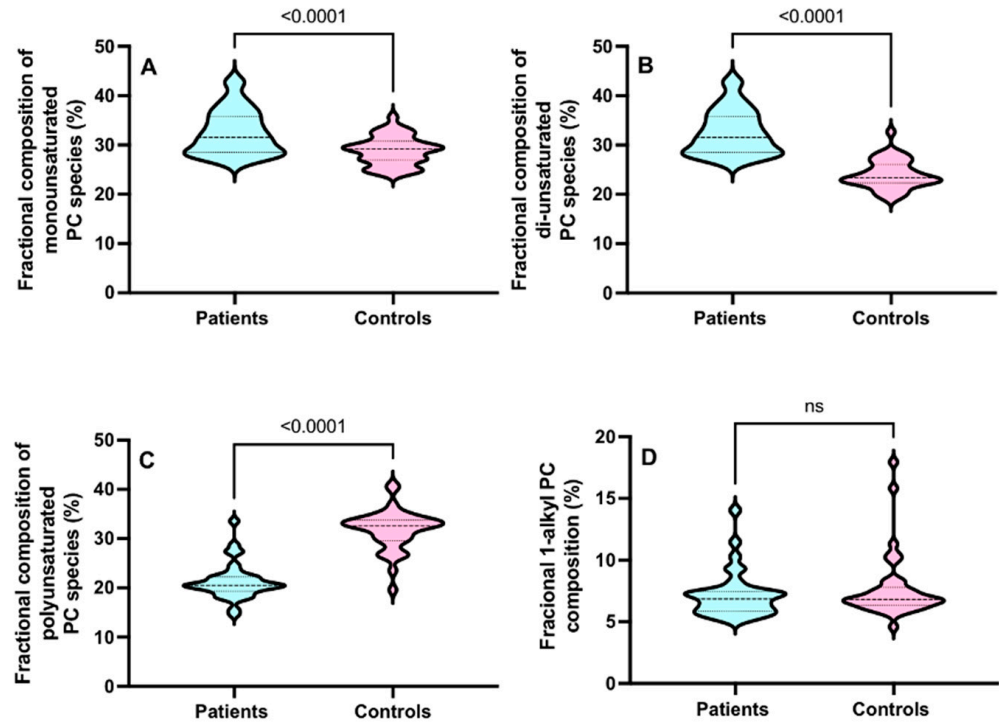 <0.0001
A
Fractional composition of
monounsaturated
PC species (%)
50
40
30
20
10
0
Patients
Controls
<0.0001
B
Fractional composition of
di-unsaturated
PC species (%)
50
40
30
20
10
0
Patients
Controls
<0.0001
C
Fractional composition of
polyunsaturated
PC species (%)
50
40
30
20
10
0
Patients
Controls
ns
D
Fracional 1-alkyl PC
composition (%)
20
15
10
5
0
Patients
Controls